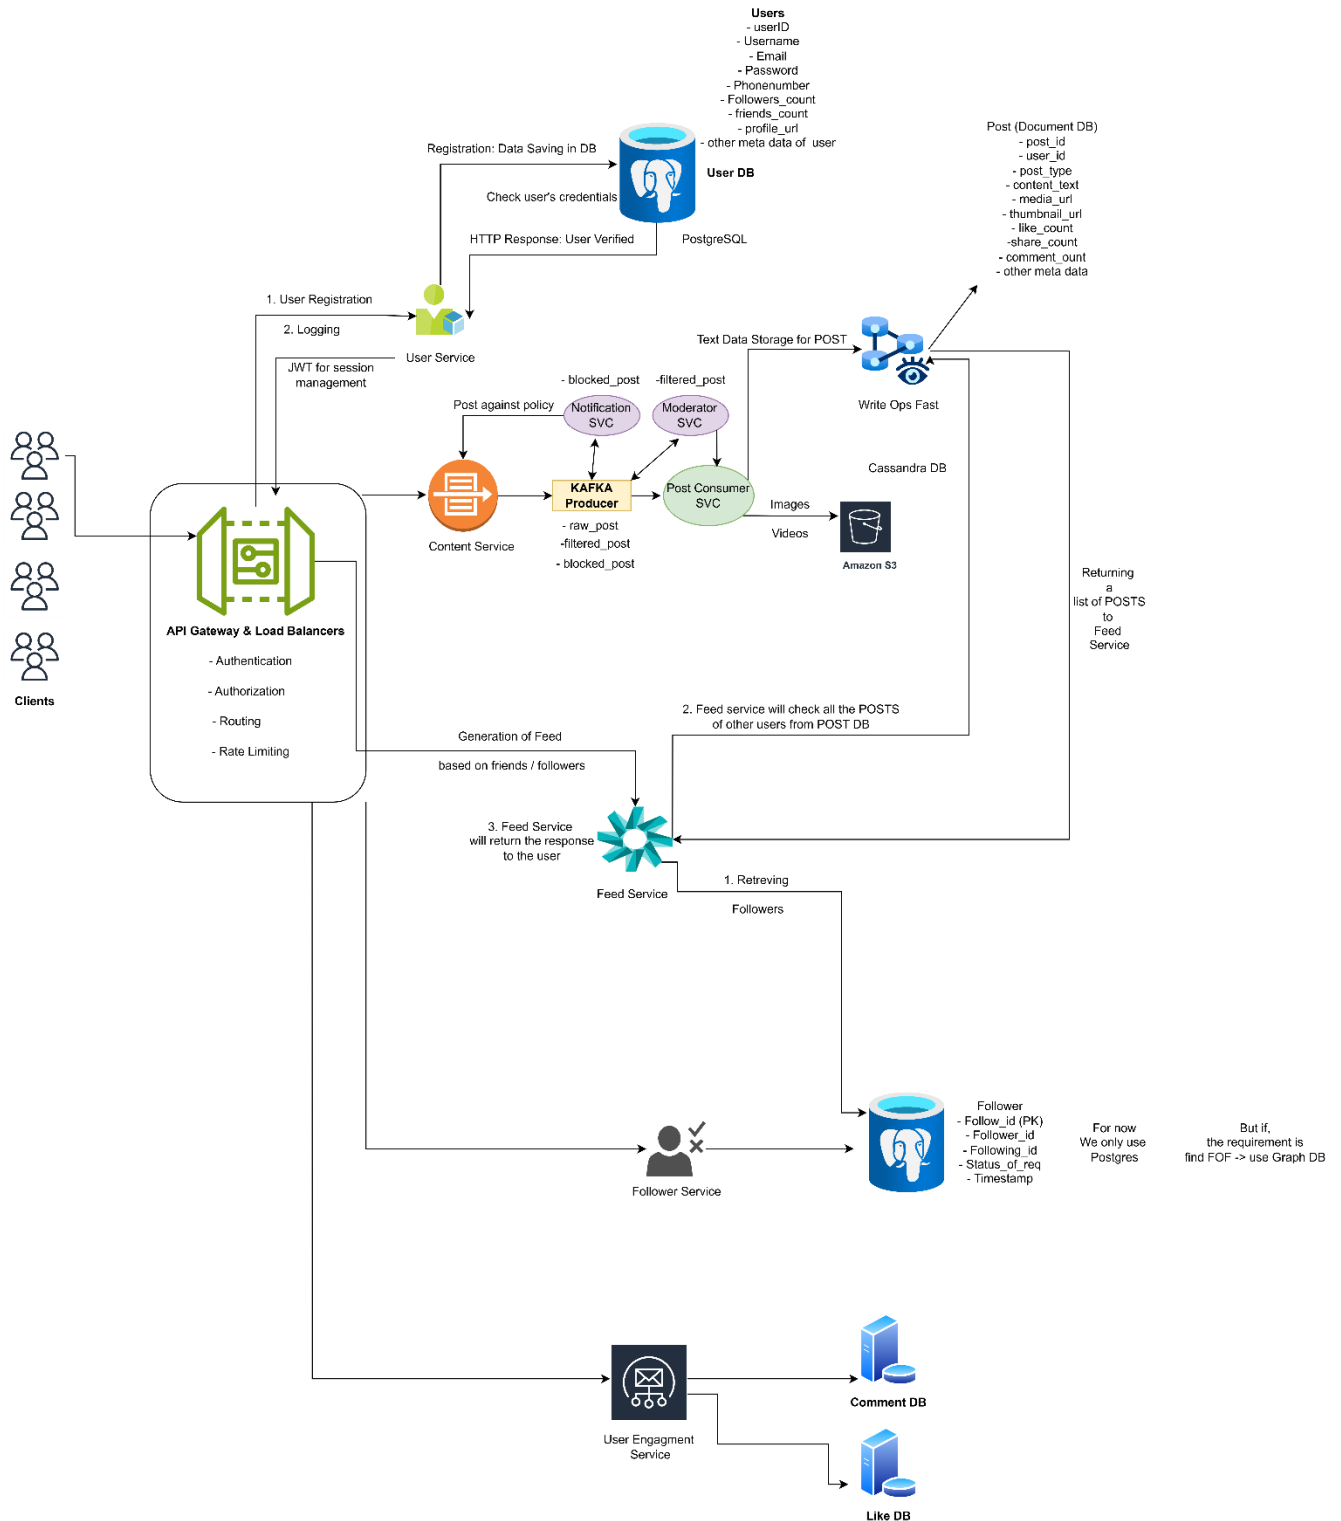 Users
- userID
- Username
- Email
- Password
- Phonenumber
- Followers_count
- friends_count
- profile_url
- other meta data of user
User DB
PostgreSQL
Registration: Data Saving in DB
Check user's credentials
HTTP Response: User Verified
Post (Document DB)
- post_id
- user_id
- post_type
- content_text
- media_url
- thumbnail_url
- like_count
-share_count
- comment_ount
- other meta data
1. User Registration
2. Logging
User Service
JWT for session
management
Text Data Storage for POST
Write Ops Fast
Cassandra DB
- blocked_post
-filtered_post
Post against policy
Notification
SVC
Moderator
SVC
KAFKA
Producer
Post Consumer
SVC
Content Service
- raw_post
-filtered_post
- blocked_post
Images
Videos
Amazon S3
Returning
a
list of POSTS
to
Feed
Service
Clients
API Gateway & Load Balancers
- Authentication
- Authorization
- Routing
- Rate Limiting
2. Feed service will check all the POSTS
of other users from POST DB
Generation of Feed
based on friends / followers
3. Feed Service
will return the response
to the user
Feed Service
1. Retreving
Followers
Follower
- Follow_id (PK)
- Follower_id
- Following_id
- Status_of_req
- Timestamp
For now
We only use
Postgres
But if,
the requirement is
find FOF -> use Graph DB
Follower Service
User Engagment
Service
Comment DB
Like DB